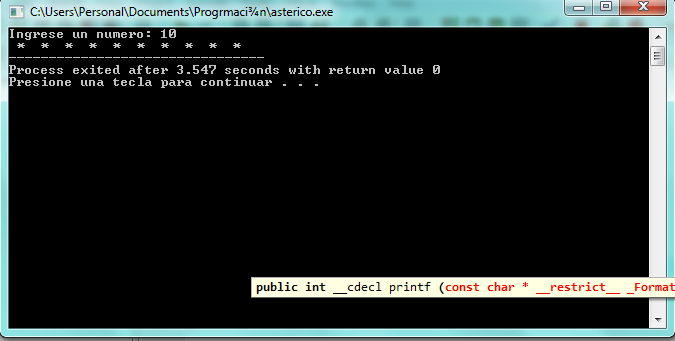 C:\Users\Personal\Documents\Progrmaci¾n\asterico.exe
Ingrese un numero: 10
 *  *  *  *  *  *  *  *  *
--------------------------------
Process exited after 3.547 seconds with return value 0
Presione una tecla para continuar . . .
public int __cdecl printf (const char * __restrict__ _Format